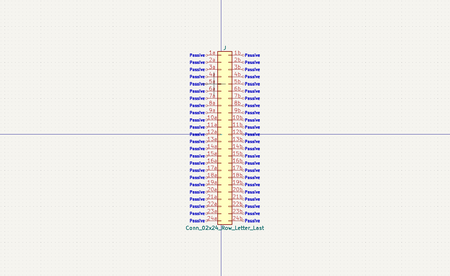 J
Passive 1a 1b Passive
Passive 2a 2b Passive
Passive 3a 3b Passive
Passive 4a 4b Passive
Passive 5a 5b Passive
Passive 6a 6b Passive
Passive 7a 7b Passive
Passive 8a 8b Passive
Passive 9a 9b Passive
Passive 10a 10b Passive
Passive 11a 11b Passive
Passive 12a 12b Passive
Passive 13a 13b Passive
Passive 14a 14b Passive
Passive 15a 15b Passive
Passive 16a 16b Passive
Passive 17a 17b Passive
Passive 18a 18b Passive
Passive 19a 19b Passive
Passive 20a 20b Passive
Passive 21a 21b Passive
Passive 22a 22b Passive
Passive 23a 23b Passive
Passive 24a 24b Passive
Conn_02x24_Row_Letter_Last